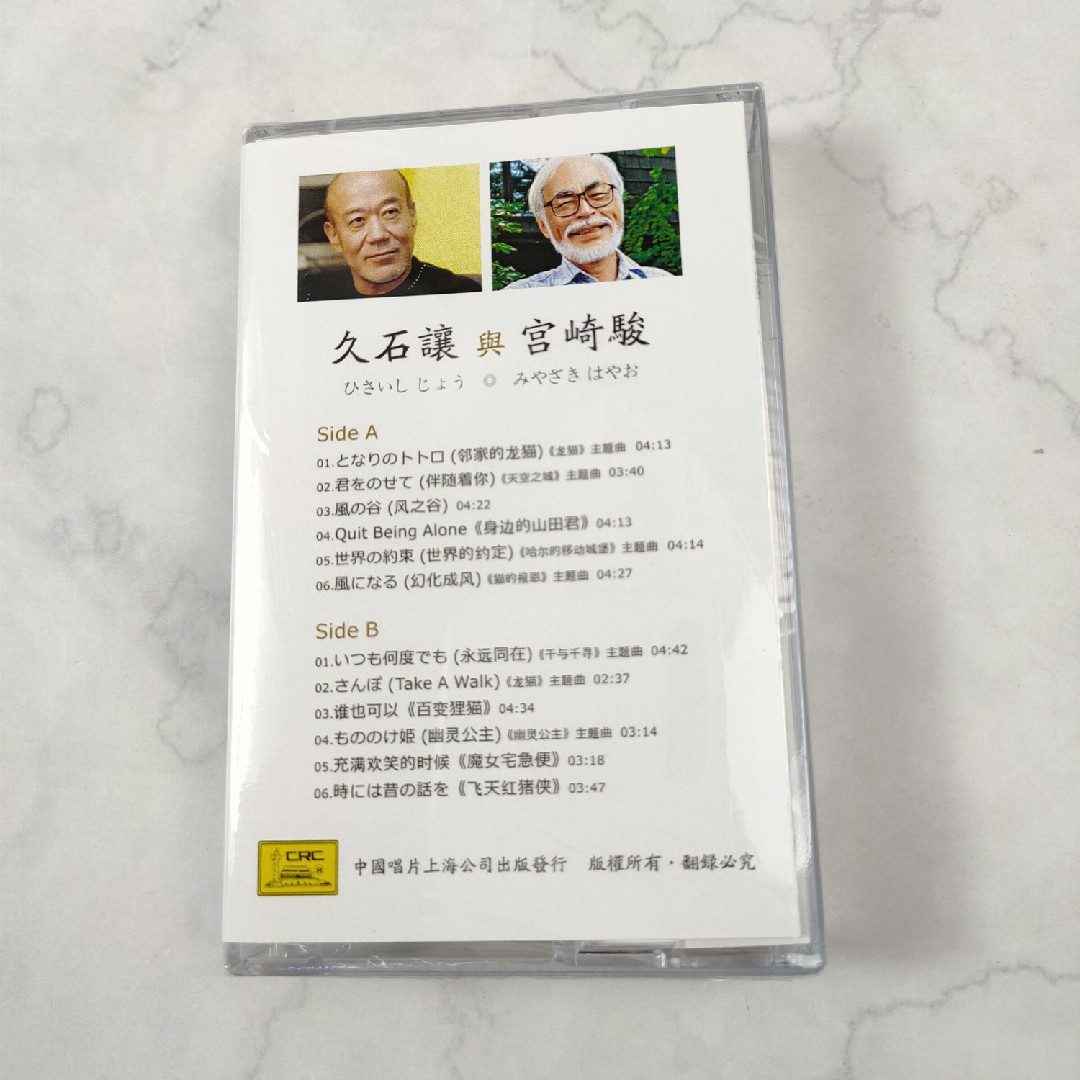 久石讓 與 宮崎駿
ひさいし じょう ◎ みやざき はやお
Side A
01.となりのトトロ (邻家的龙猫)《龙猫》主题曲 04:13
02.君をのせて (伴随着你)《天空之城》主题曲 03:40
03.風の谷 (风之谷) 04:22
04.Quit Being Alone《身边的山田君》04:13
05.世界の約束 (世界的约定)《哈尔的移动城堡》主题曲 04:14
06.風になる (幻化成风)《猫的报恩》主题曲 04:27
Side B
01.いつも何度でも (永远同在)《千与千寻》主题曲 04:42
02.さんぽ (Take A Walk)《龙猫》主题曲 02:37
03.谁也可以《百变狸猫》04:34
04.もののけ姫 (幽灵公主)《幽灵公主》主题曲 03:14
05.充满欢笑的时候《魔女宅急便》03:18
06.時には昔の話を《飞天红猪侠》03:47
CRC ®
中國唱片上海公司出版發行 版權所有·翻録必究